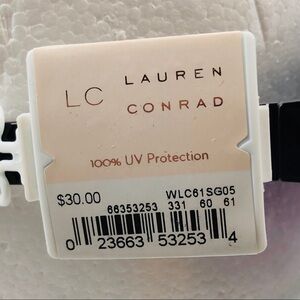 LC LAUREN
CONRAD
100% UV Protection
$30.00 WLC61SG05
66353253 331 60 61
0 23663 53253 4